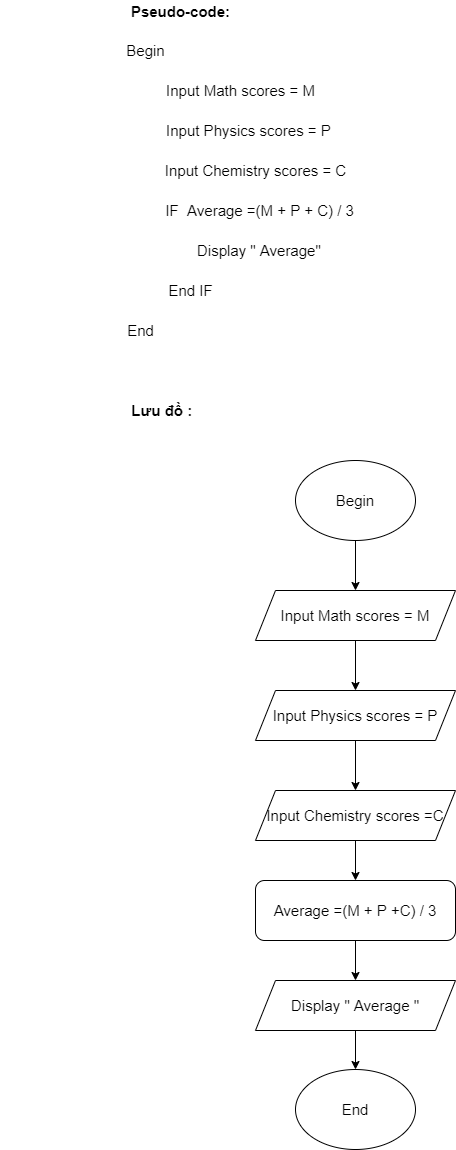 Pseudo-code:
Begin
Input Math scores = M
Input Physics scores = P
Input Chemistry scores = C
IF  Average =(M + P + C) / 3
Display " Average"
End IF
End
Lưu đồ :
Begin
Input Math scores = M
Input Physics scores = P
Input Chemistry scores =C
Average =(M + P +C) / 3
Display " Average "
End